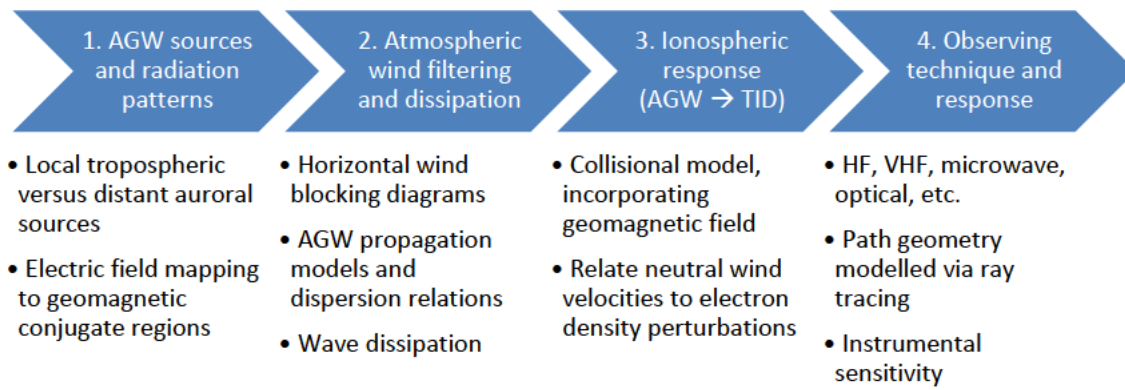 1. AGW sources
and radiation
patterns
2. Atmospheric
wind filtering
and dissipation
3. Ionospheric
response
(AGW → TID)
4. Observing
technique and
response
• Local tropospheric
versus distant auroral
sources
• Electric field mapping
to geomagnetic
conjugate regions
• Horizontal wind
blocking diagrams
• AGW propagation
models and
dispersion relations
• Wave dissipation
• Collisional model,
incorporating
geomagnetic field
• Relate neutral wind
velocities to electron
density perturbations
• HF, VHF, microwave,
optical, etc.
• Path geometry
modelled via ray
tracing
• Instrumental
sensitivity